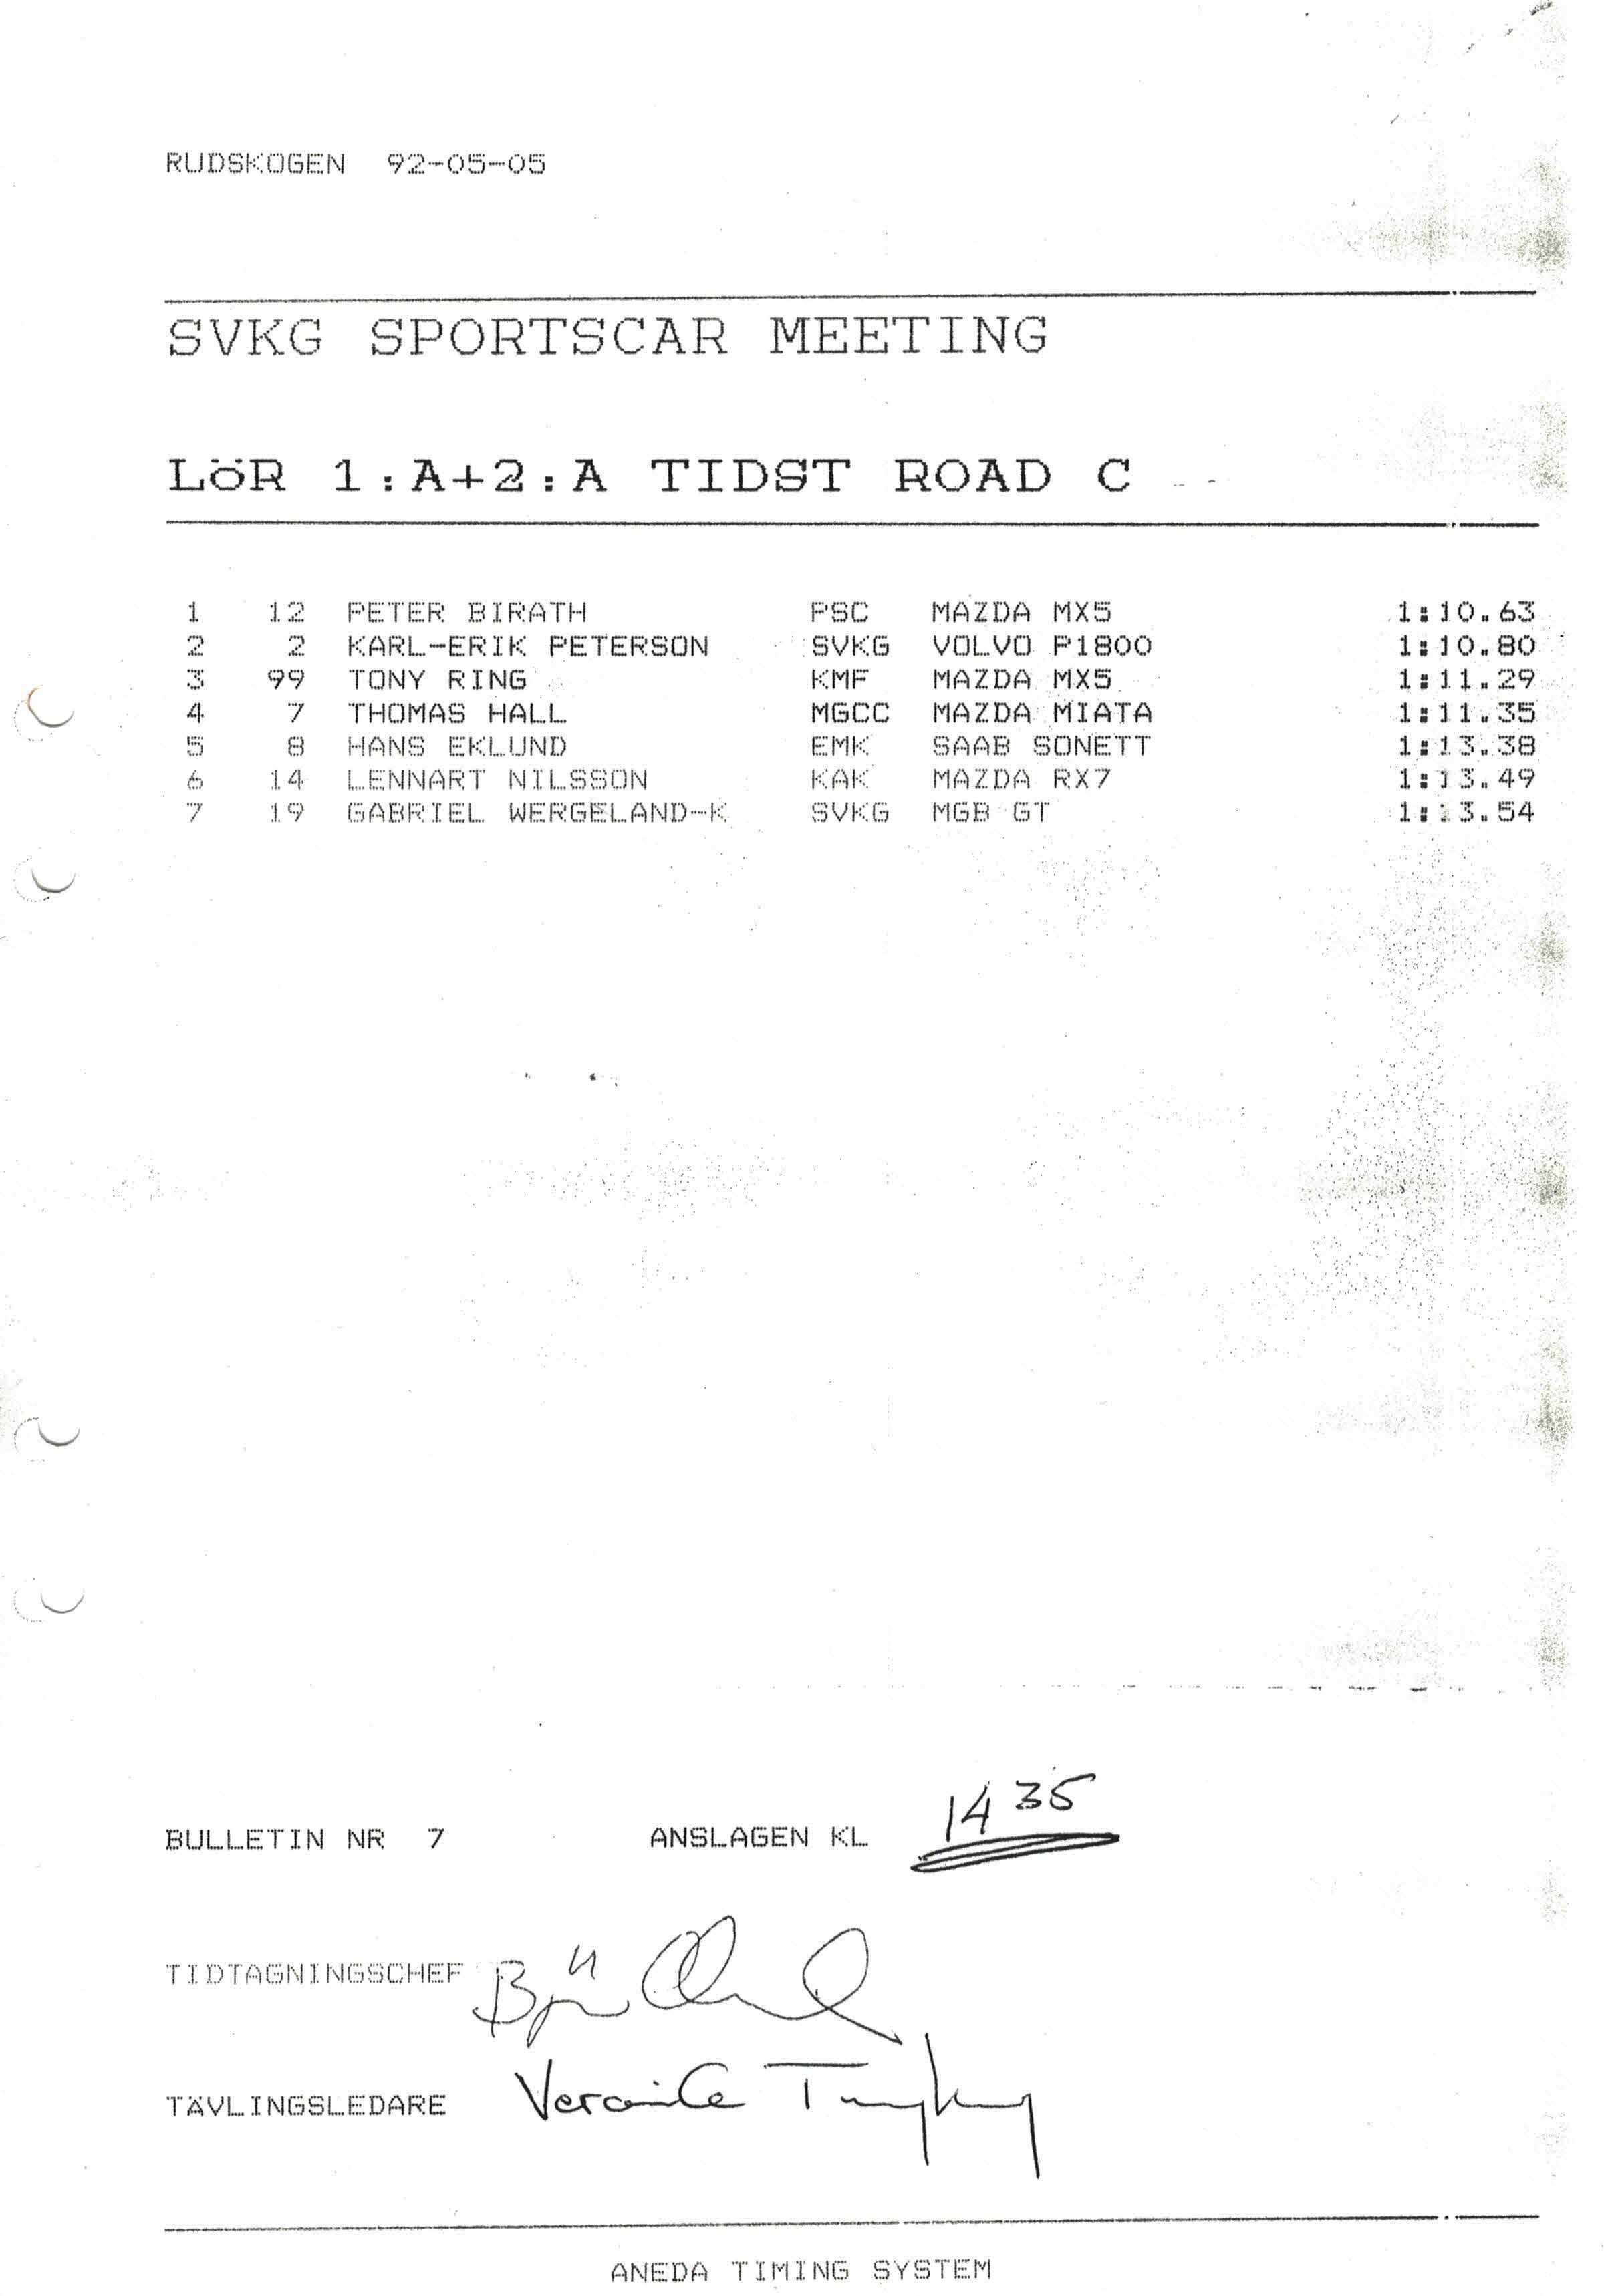 RUDSKOGEN 92-05-05
SVKG SPORTSCAR MEETING
LöR 1:A+2:A TIDST ROAD C
1 12 PETER BIRATH PSC MAZDA MX5 1:10.63
2 2 KARL-ERIK PETERSON SVKG VOLVO P1800 1:10.80
3 99 TONY RING KMF MAZDA MX5 1:11.29
4 7 THOMAS HALL MGCC MAZDA MIATA 1:11.35
5 8 HANS EKLUND EMK SAAB SONETT 1:13.38
6 14 LENNART NILSSON KAK MAZDA RX7 1:13.49
7 19 GABRIEL WERGELAND-K SVKG MGB GT 1:13.54
BULLETIN NR 7 ANSLAGEN KL 14 35
TIDTAGNINGSCHEF
TÄVLINGSLEDARE
ANEDA TIMING SYSTEM